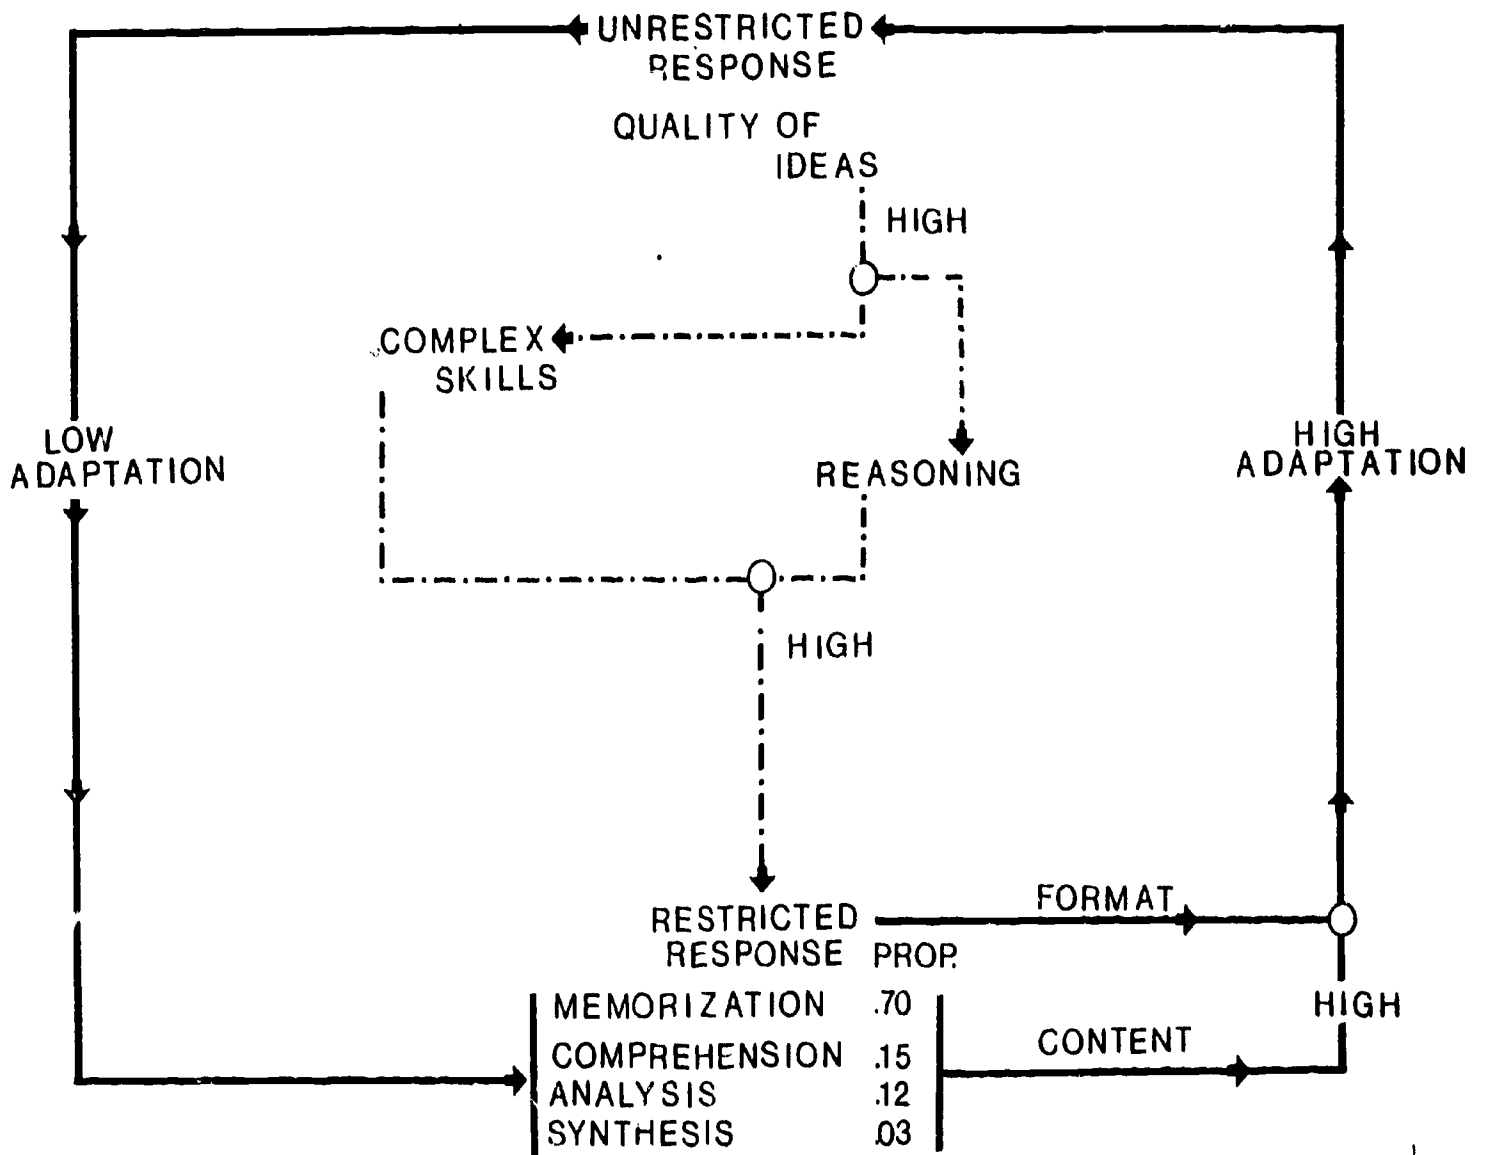 UNRESTRICTED
RESPONSE
QUALITY OF
IDEAS
HIGH
COMPLEX
SKILLS
LOW
ADAPTATION
HIGH
ADAPTATION
REASONING
HIGH
FORMAT
RESTRICTED
RESPONSE PROP.
MEMORIZATION .70
HIGH
CONTENT
COMPREHENSION .15
ANALYSIS .12
SYNTHESIS .03